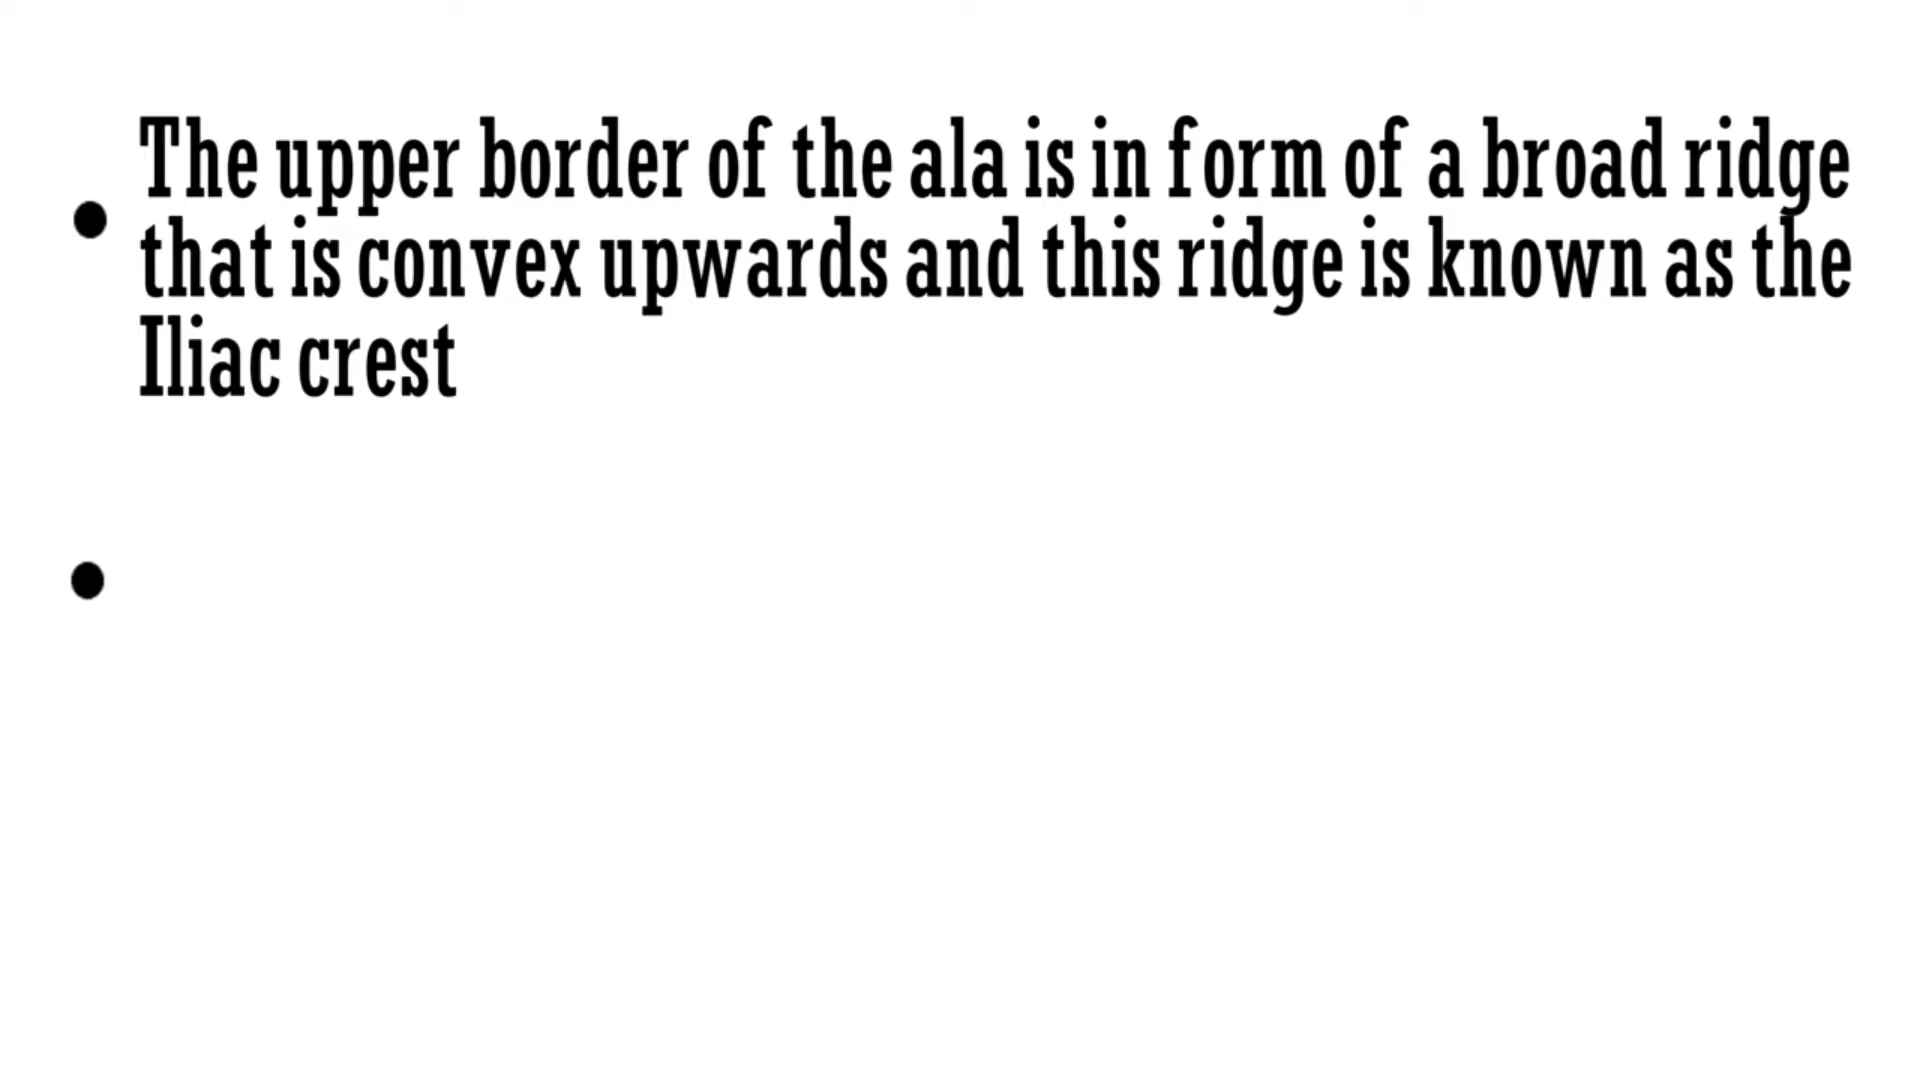 • The upper border of the ala is in form of a broad ridge
that is convex upwards and this ridge is known as the
Iliac crest
•